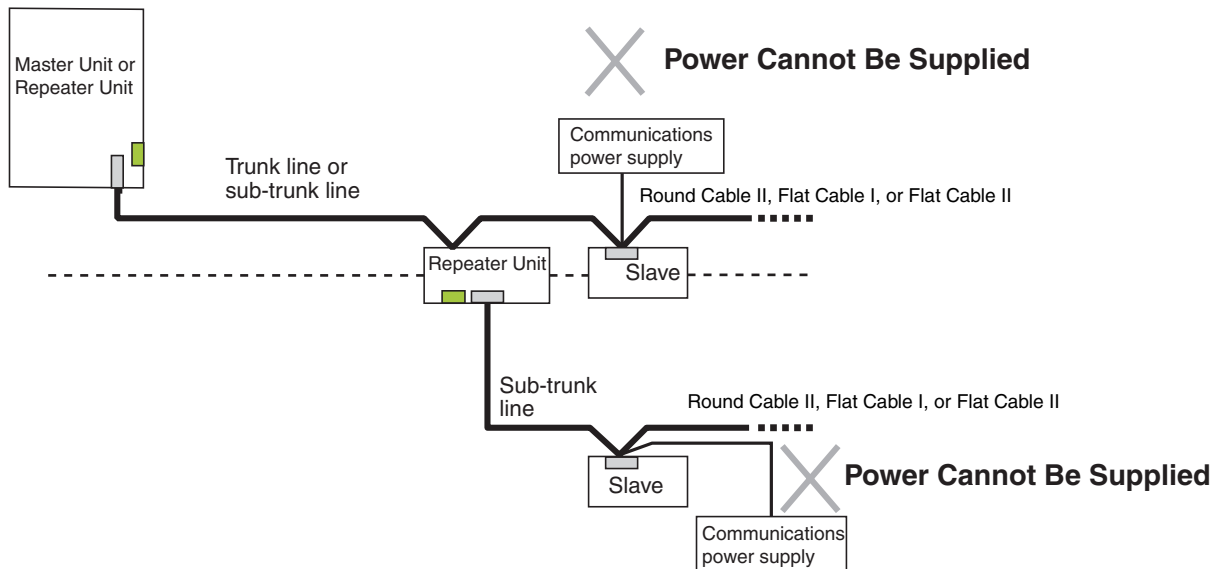 Master Unit or
Repeater Unit
Power Cannot Be Supplied
Communications
power supply
Trunk line or
sub-trunk line
Round Cable II, Flat Cable I, or Flat Cable II
Repeater Unit
Slave
Sub-trunk
line
Round Cable II, Flat Cable I, or Flat Cable II
Slave
Power Cannot Be Supplied
Communications
power supply